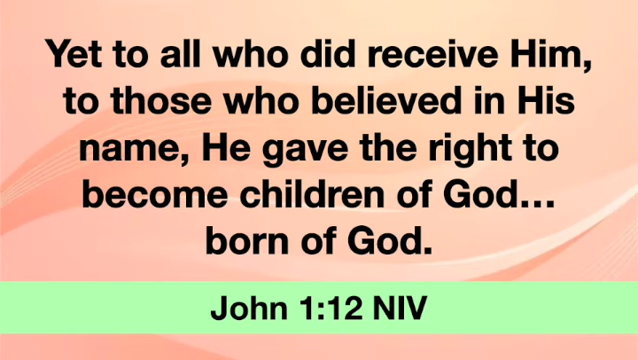 Yet to all who did receive Him,
to those who believed in His
name, He gave the right to
become children of God…
born of God.
John 1:12 NIV